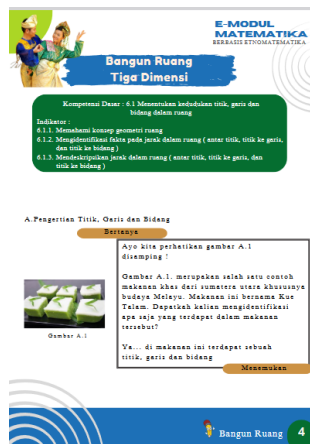 E-MODUL
MATEMATIKA
BERBASIS ETNOMATEMATIKA
Bangun Ruang
Tiga Dimensi
Kompetensi Dasar : 6.1 Menentukan kedudukan titik, garis dan
bidang dalam ruang
Indikator :
6.1.1. Memahami konsep geometri ruang
6.1.2. Mengidentifikasi fakta pada jarak dalam ruang ( antar titik, titik ke garis,
dan titik ke bidang )
6.1.3. Mendeskripsikan jarak dalam ruang ( antar titik, titik ke garis, dan
titik ke bidang )
A.Pengertian Titik, Garis dan Bidang
Bertanya
Ayo kita perhatikan gambar A.1
disamping !
Gambar A.1. merupakan salah satu contoh
makanan khas dari sumatera utara khususnya
budaya Melayu. Makanan ini bernama Kue
Talam. Dapatkah kalian mengidentifikasi
apa saja yang terdapat dalam makanan
tersebut?
Ya... di makanan ini terdapat sebuah
titik, garis dan bidang
Gambar A.1
Menemukan
Bangun Ruang
4